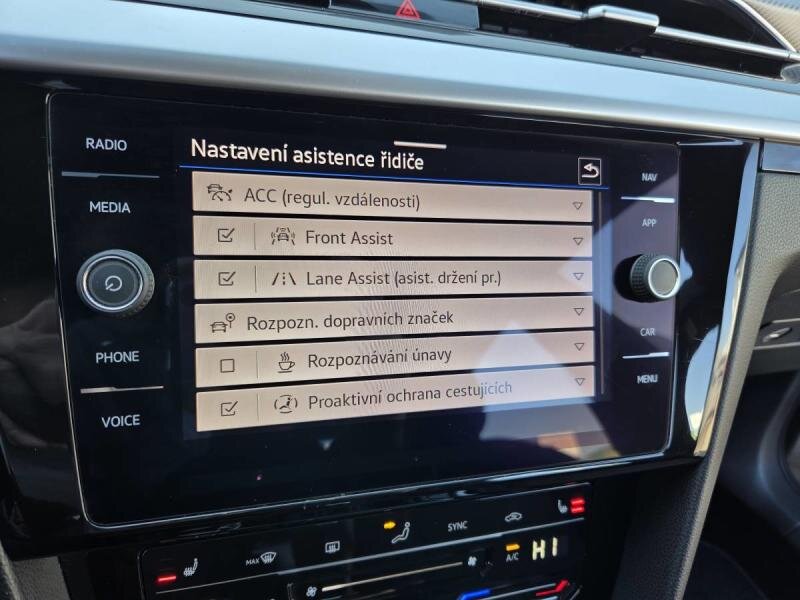 RADIO
MEDIA
PHONE
VOICE
Nastavení asistence řidiče
ACC (regul. vzdálenosti)
Front Assist
Lane Assist (asist. držení pr.)
Rozpozn. dopravních značek
Rozpoznávání únavy
Proaktivní ochrana cestujících
NAV
APP
CAR
MENU
MAX
SYNC
A/C
HI